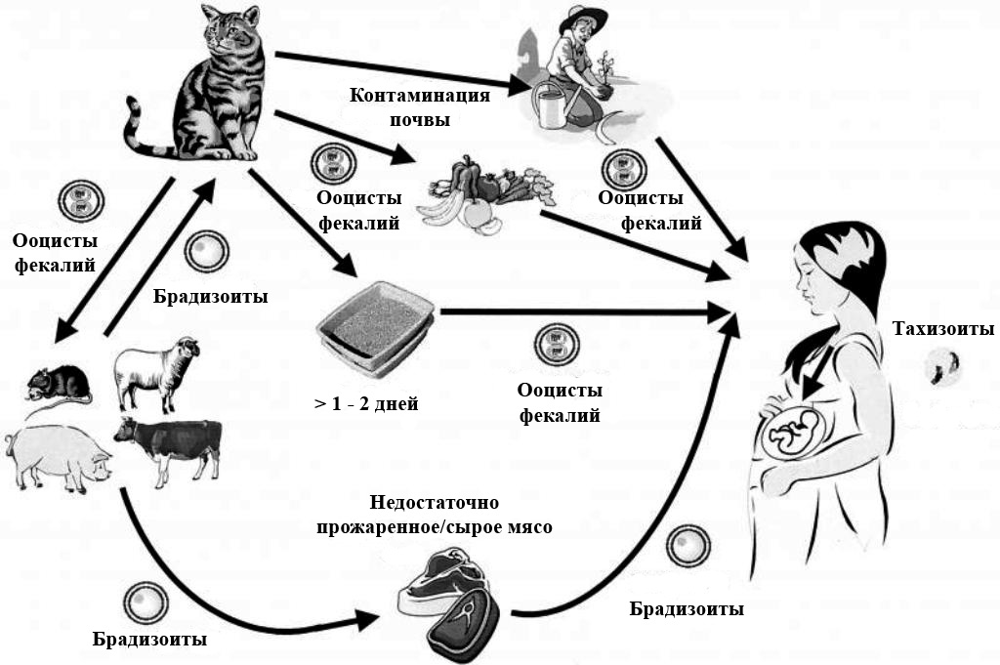 Контаминация
почвы
Ооцисты
фекалий
Ооцисты
фекалий
Ооцисты
фекалий
Брадизоиты
Тахизоиты
> 1 - 2 дней
Ооцисты
фекалий
Недостаточно
прожаренное/сырое мясо
Брадизоиты
Брадизоиты